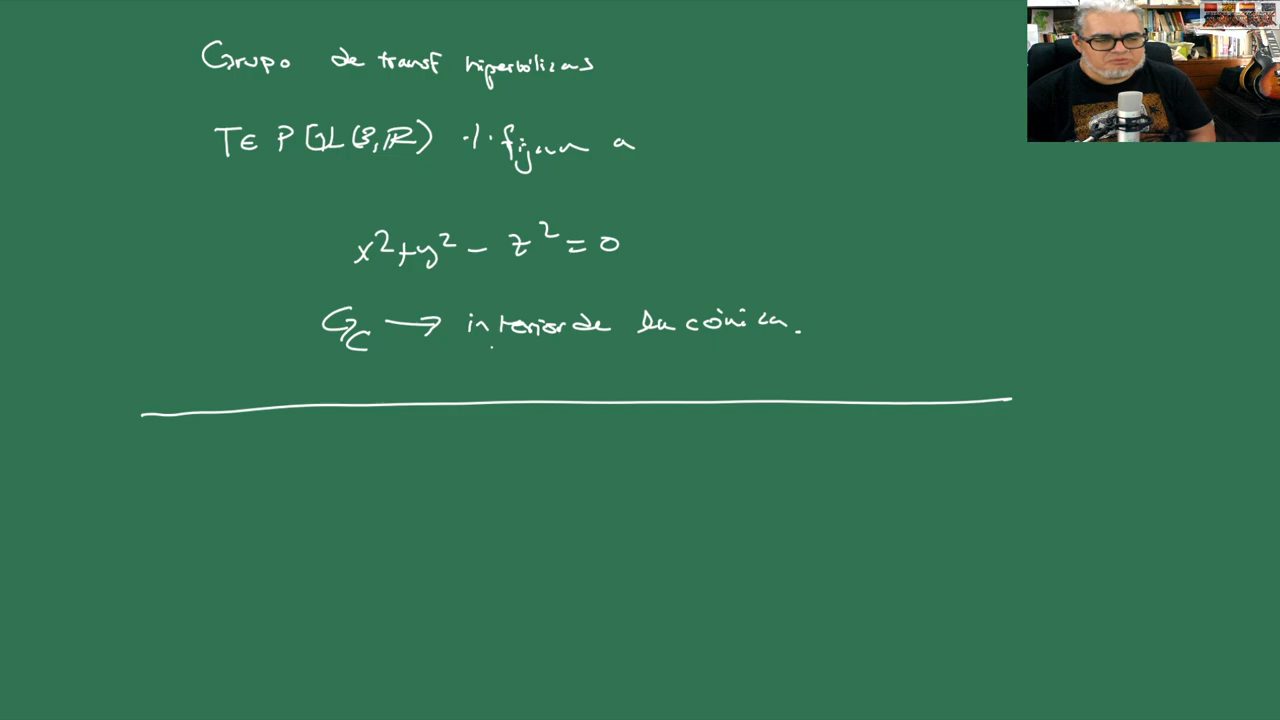 Grupo de transf hiperbólicas
T ∈ PGL(3,ℝ) ·/· fijan a
x² + y² - z² = 0
G_C → interior de la cónica.